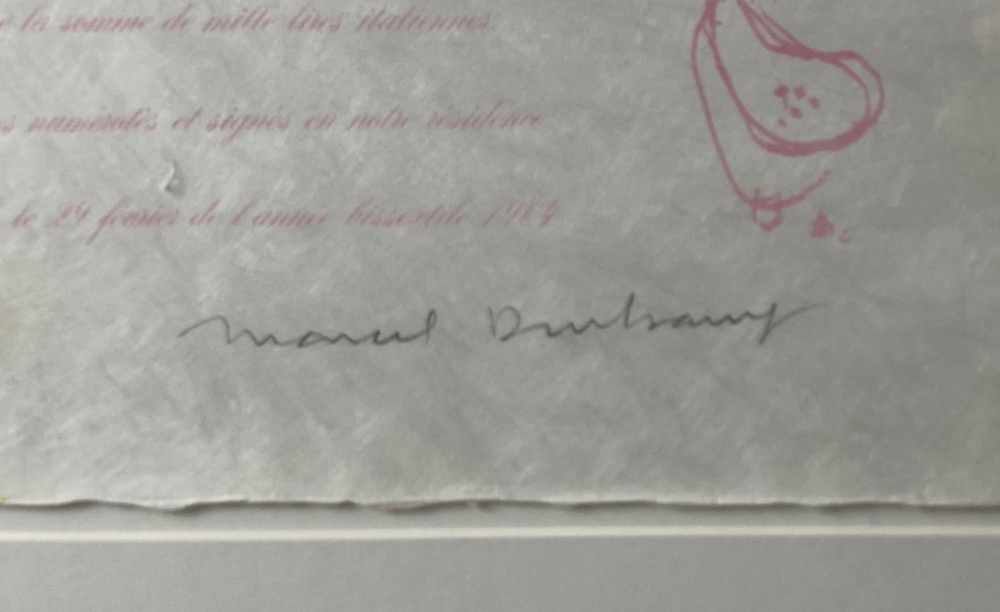 la somme de mille lires italiennes
numérotés et signés en notre résidence
le 29 février de l'année bissextile 1964
Marcel Duchamp